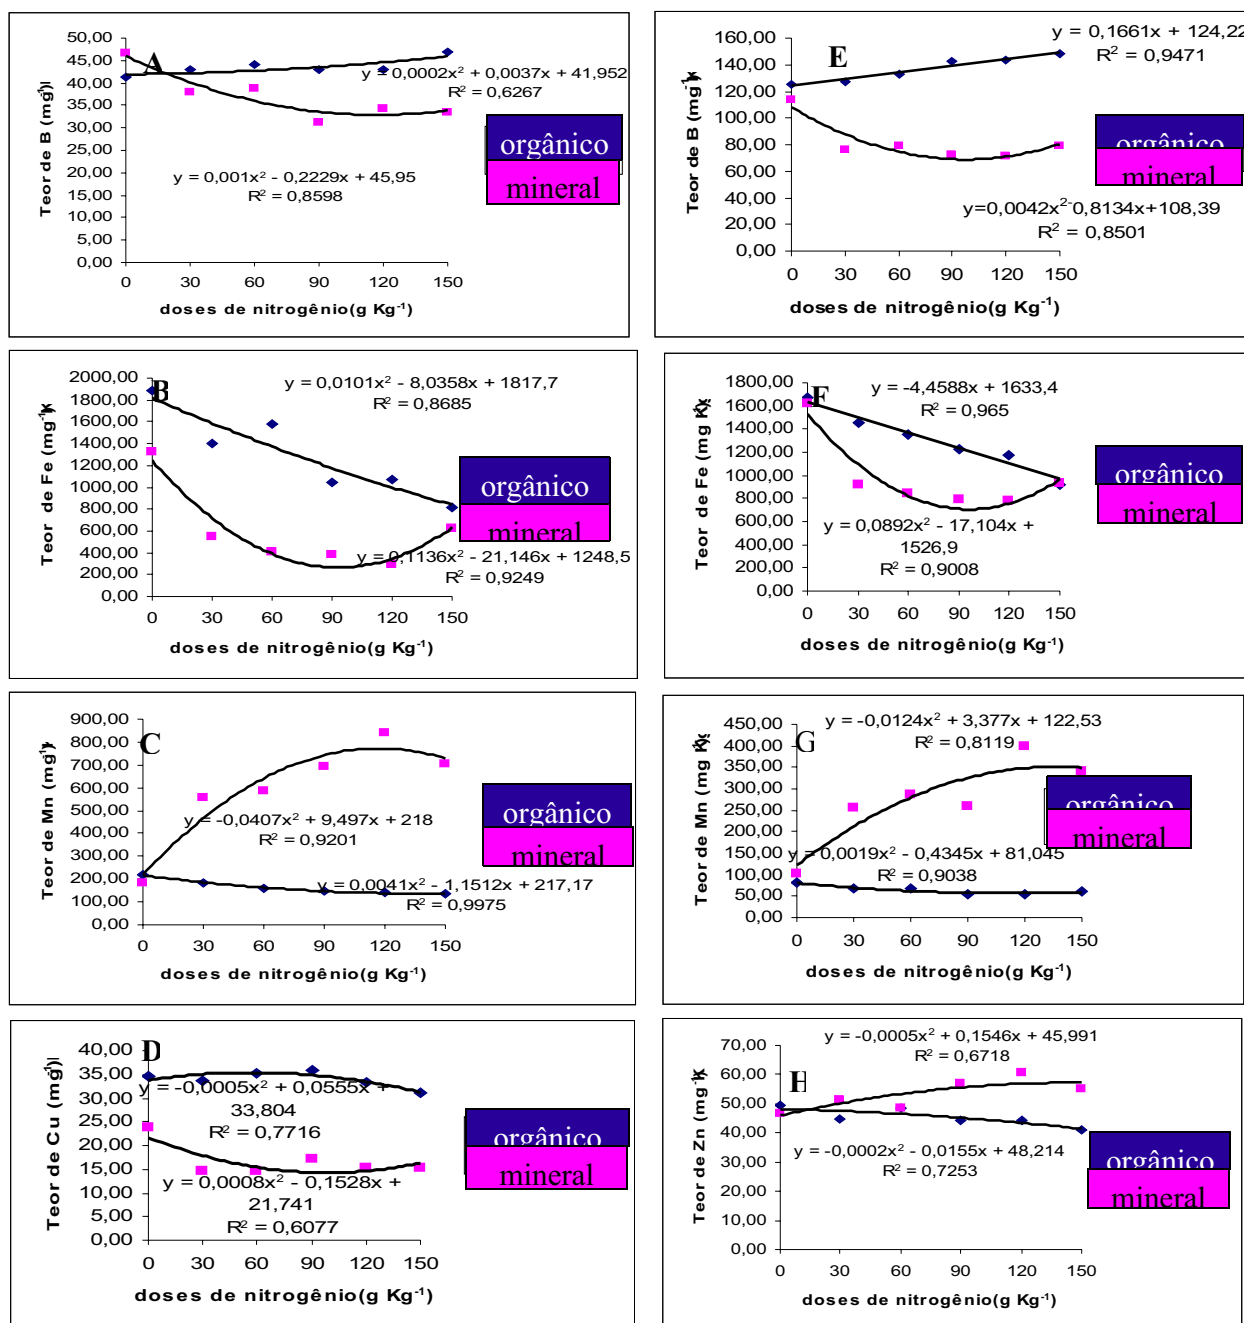 A
50,00
45,00
40,00
35,00
30,00
25,00
20,00
15,00
10,00
5,00
0,00
Teor de B (mg⁻¹)
y = 0,0002x² + 0,0037x + 41,952
R² = 0,6267
y = 0,001x² - 0,2229x + 45,95
R² = 0,8598
orgânico
mineral
0 30 60 90 120 150
doses de nitrogênio(g Kg⁻¹)
E
160,00
140,00
120,00
100,00
80,00
60,00
40,00
20,00
0,00
Teor de B (mg⁻¹)
y = 0,1661x + 124,22
R² = 0,9471
orgânico
mineral
y=0,0042x²-0,8134x+108,39
R² = 0,8501
0 30 60 90 120 150
doses de nitrogênio(g Kg⁻¹)
B
2000,00
1800,00
1600,00
1400,00
1200,00
1000,00
800,00
600,00
400,00
200,00
0,00
Teor de Fe (mg⁻¹)
y = 0,0101x² - 8,0358x + 1817,7
R² = 0,8685
orgânico
mineral
y = 0,1136x² - 21,146x + 1248,5
R² = 0,9249
0 30 60 90 120 150
doses de nitrogênio(g Kg⁻¹)
F
1800,00
1600,00
1400,00
1200,00
1000,00
800,00
600,00
400,00
200,00
0,00
Teor de Fe (mg K
y = -4,4588x + 1633,4
R² = 0,965
orgânico
mineral
y = 0,0892x² - 17,104x +
1526,9
R² = 0,9008
0 30 60 90 120 150
doses de nitrogênio(g Kg⁻¹)
C
900,00
800,00
700,00
600,00
500,00
400,00
300,00
200,00
100,00
0,00
Teor de Mn (mg⁻¹)
y = -0,0407x² + 9,497x + 218
R² = 0,9201
orgânico
mineral
y = 0,0041x² - 1,1512x + 217,17
R² = 0,9975
0 30 60 90 120 150
doses de nitrogênio(g Kg⁻¹)
G
450,00
400,00
350,00
300,00
250,00
200,00
150,00
100,00
50,00
0,00
Teor de Mn (mg K
y = -0,0124x² + 3,377x + 122,53
R² = 0,8119
orgânico
mineral
y = 0,0019x² - 0,4345x + 81,045
R² = 0,9038
0 30 60 90 120 150
doses de nitrogênio(g Kg⁻¹)
D
40,00
35,00
30,00
25,00
20,00
15,00
10,00
5,00
0,00
Teor de Cu (mg⁻¹)
y = -0,0005x² + 0,0555x +
33,804
R² = 0,7716
orgânico
mineral
y = 0,0008x² - 0,1528x +
21,741
R² = 0,6077
0 30 60 90 120 150
doses de nitrogênio(g Kg⁻¹)
H
70,00
60,00
50,00
40,00
30,00
20,00
10,00
0,00
Teor de Zn (mg⁻¹K
y = -0,0005x² + 0,1546x + 45,991
R² = 0,6718
orgânico
mineral
y = -0,0002x² - 0,0155x + 48,214
R² = 0,7253
0 30 60 90 120 150
doses de nitrogênio(g Kg⁻¹)